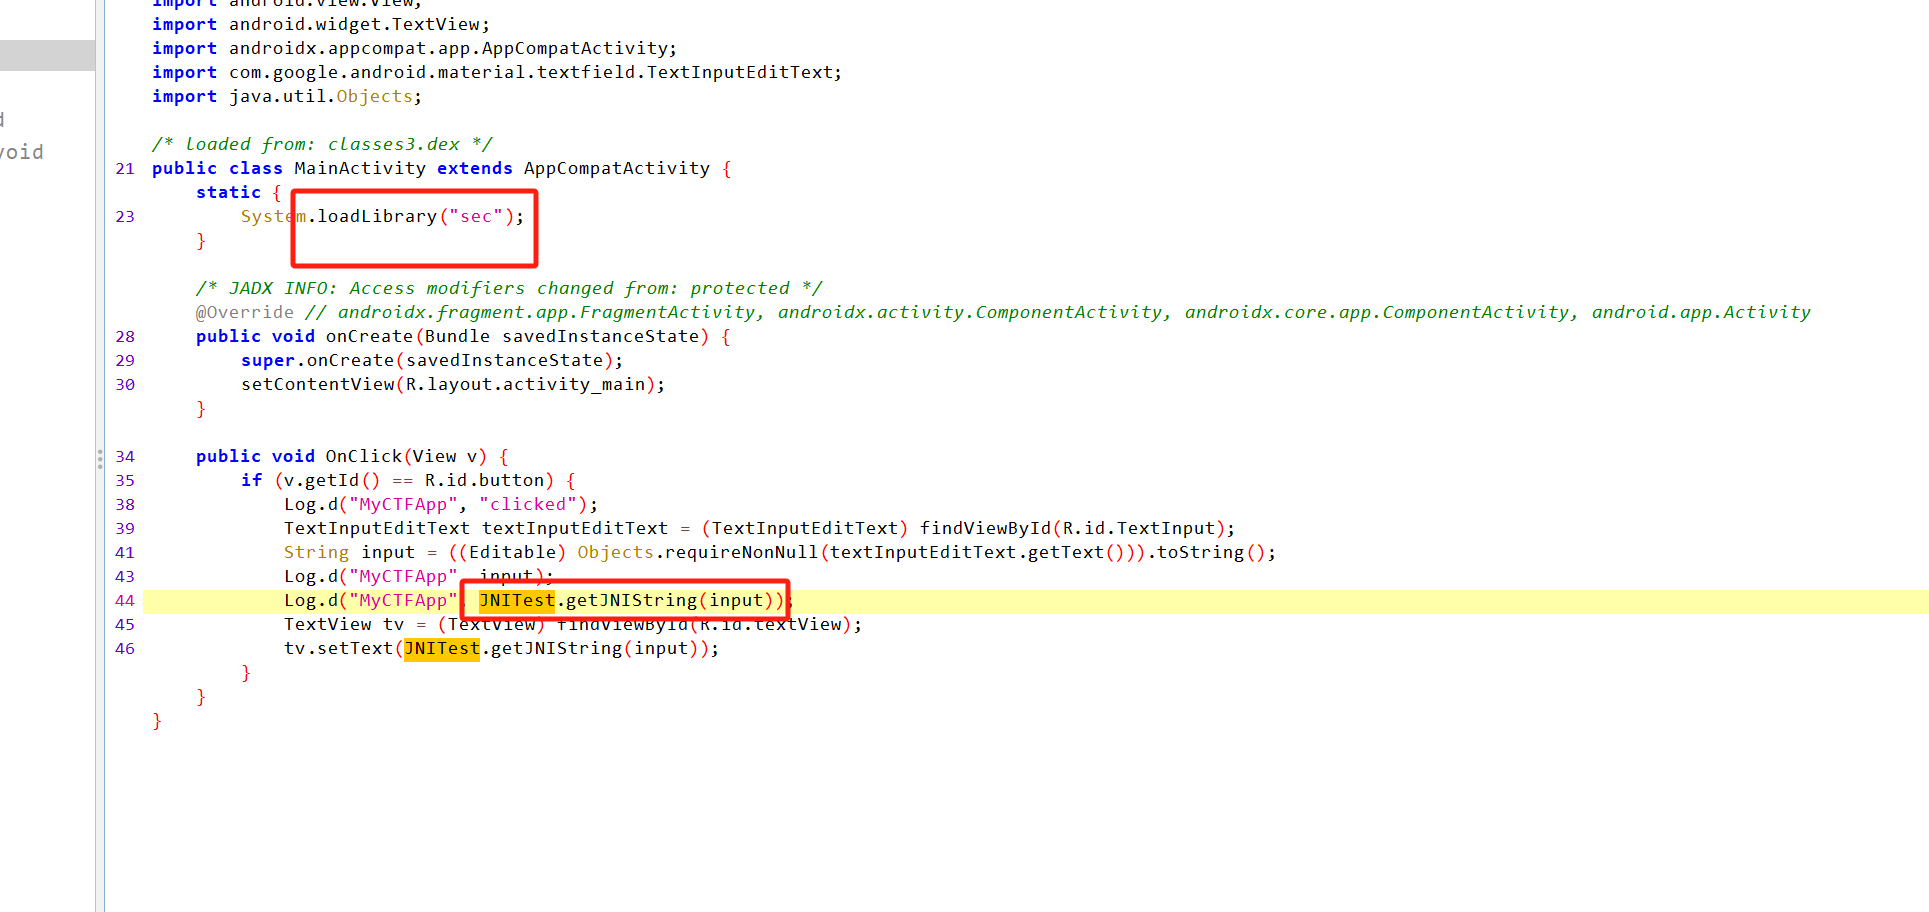 import android.view.View;
import android.widget.TextView;
import androidx.appcompat.app.AppCompatActivity;
import com.google.android.material.textfield.TextInputEditText;
import java.util.Objects;
/* loaded from: classes3.dex */
void
21 public class MainActivity extends AppCompatActivity {
static {
23 System.loadLibrary("sec");
}
/* JADX INFO: Access modifiers changed from: protected */
@Override // androidx.fragment.app.FragmentActivity, androidx.activity.ComponentActivity, androidx.core.app.ComponentActivity, android.app.Activity
28 public void onCreate(Bundle savedInstanceState) {
29 super.onCreate(savedInstanceState);
30 setContentView(R.layout.activity_main);
}
34 public void OnClick(View v) {
35 if (v.getId() == R.id.button) {
38 Log.d("MyCTFApp", "clicked");
39 TextInputEditText textInputEditText = (TextInputEditText) findViewById(R.id.TextInput);
41 String input = ((Editable) Objects.requireNonNull(textInputEditText.getText())).toString();
43 Log.d("MyCTFApp", input);
44 Log.d("MyCTFApp", JNITest.getJNIString(input));
45 TextView tv = (TextView) findViewById(R.id.textView);
46 tv.setText(JNITest.getJNIString(input));
}
}
}